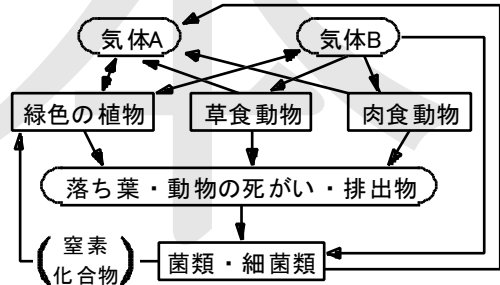 気体A
気体B
緑色の植物
草食動物
肉食動物
落ち葉・動物の死がい・排出物
窒素
化合物
菌類・細菌類